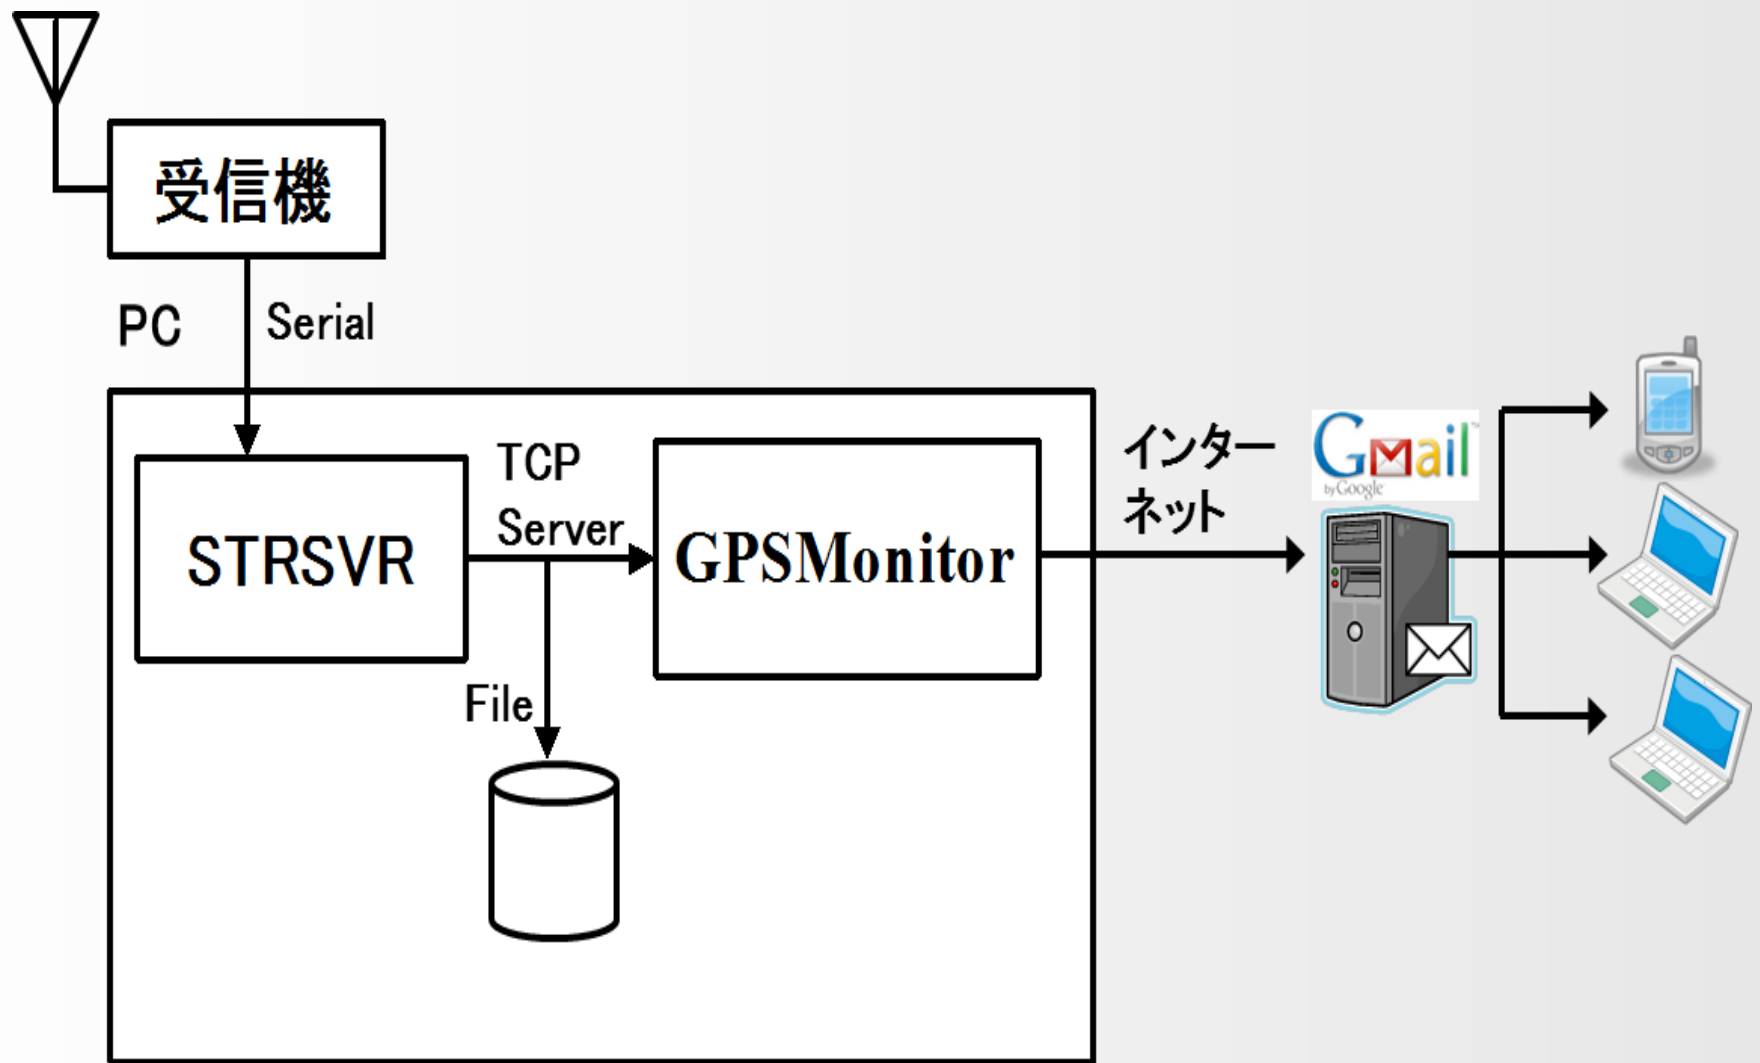 受信機
PC
Serial
STRSVR
TCP
Server
GPSMonitor
File
インター
ネット
Gmail™
by Google